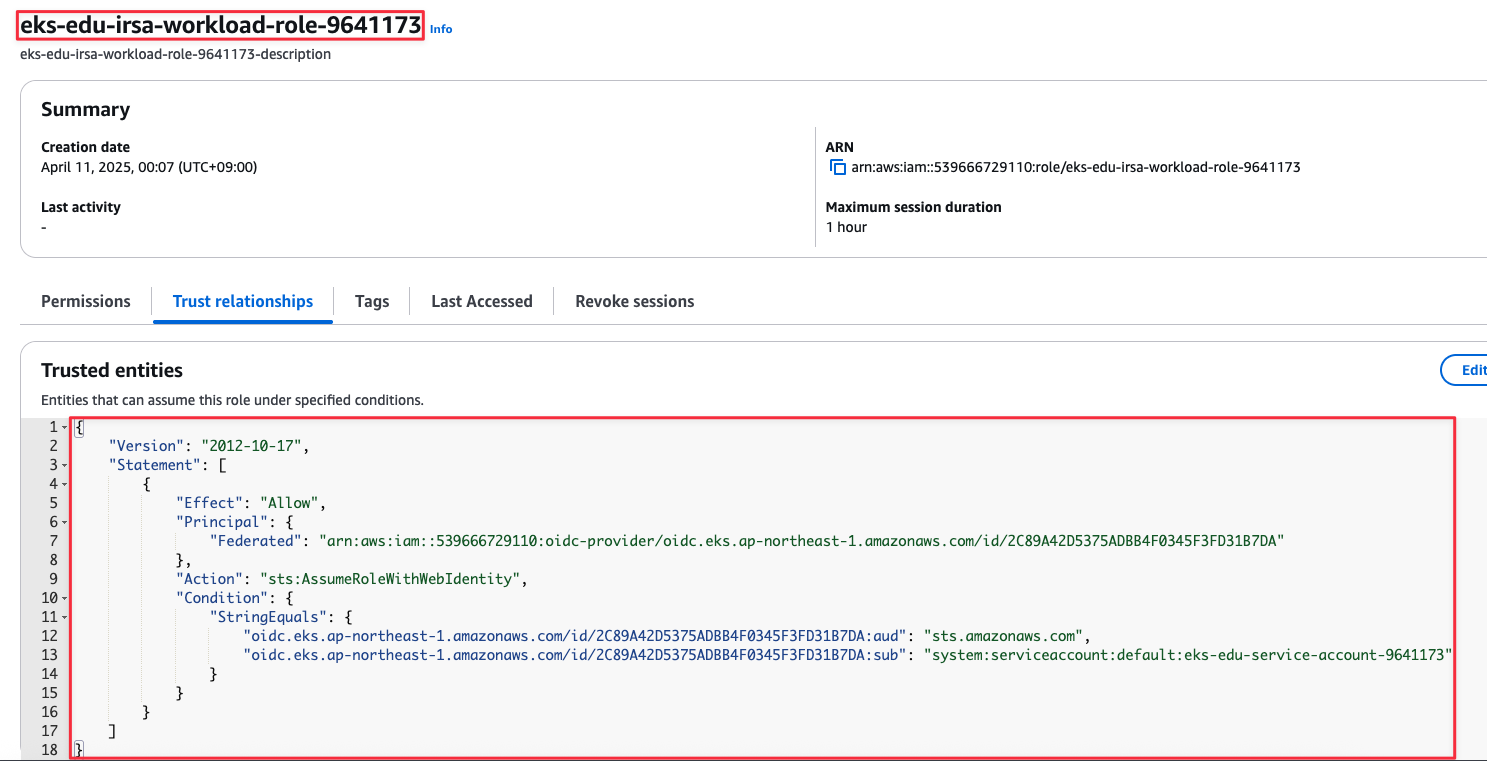 eks-edu-irsa-workload-role-9641173 Info
eks-edu-irsa-workload-role-9641173-description
Summary
Creation date
April 11, 2025, 00:07 (UTC+09:00)
ARN
arn:aws:iam::539666729110:role/eks-edu-irsa-workload-role-9641173
Last activity
-
Maximum session duration
1 hour
Permissions Trust relationships Tags Last Accessed Revoke sessions
Trusted entities
Edit
Entities that can assume this role under specified conditions.
1 {
2 "Version": "2012-10-17",
3 "Statement": [
4 {
5 "Effect": "Allow",
6 "Principal": {
7 "Federated": "arn:aws:iam::539666729110:oidc-provider/oidc.eks.ap-northeast-1.amazonaws.com/id/2C89A42D5375ADBB4F0345F3FD31B7DA"
8 },
9 "Action": "sts:AssumeRoleWithWebIdentity",
10 "Condition": {
11 "StringEquals": {
12 "oidc.eks.ap-northeast-1.amazonaws.com/id/2C89A42D5375ADBB4F0345F3FD31B7DA:aud": "sts.amazonaws.com",
13 "oidc.eks.ap-northeast-1.amazonaws.com/id/2C89A42D5375ADBB4F0345F3FD31B7DA:sub": "system:serviceaccount:default:eks-edu-service-account-9641173"
14 }
15 }
16 }
17 ]
18 }